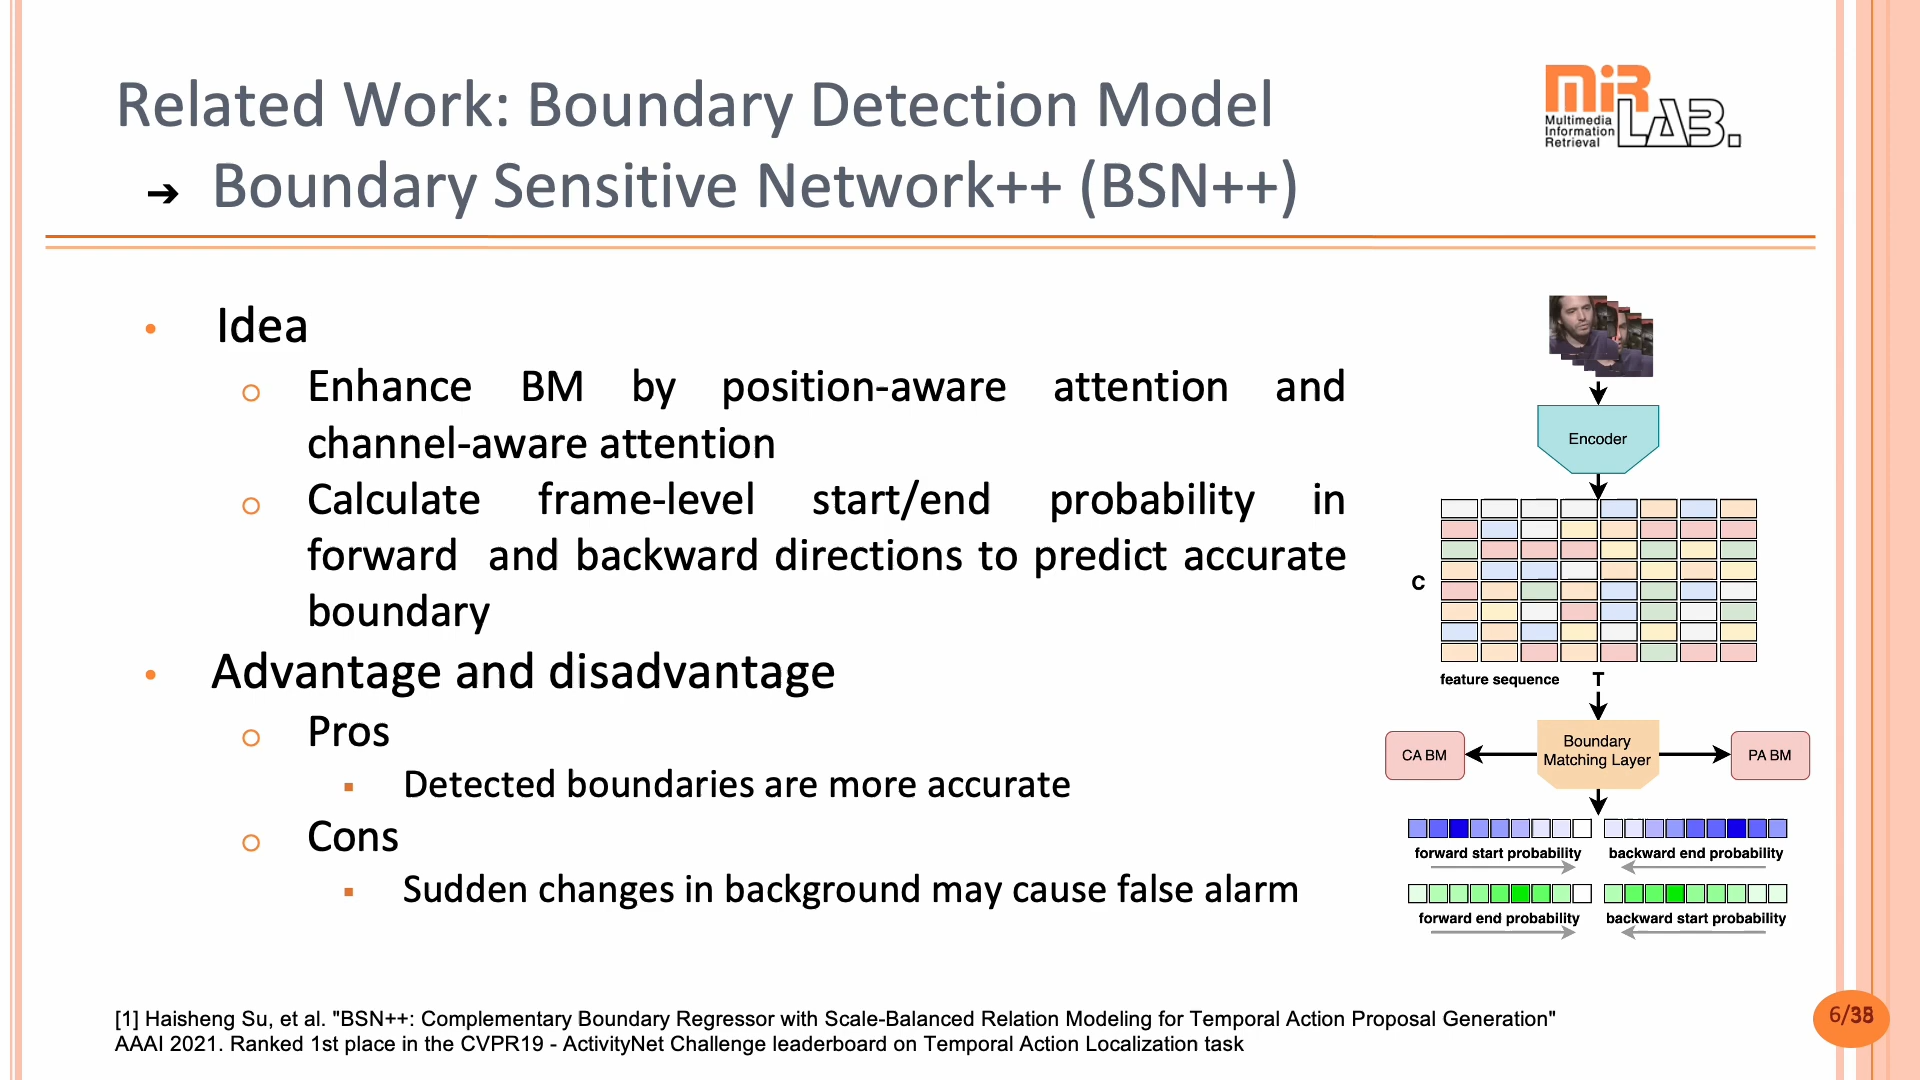 Related Work: Boundary Detection Model
➔ Boundary Sensitive Network++ (BSN++)
MiR LAB.
Multimedia
Information
Retrieval
• Idea
o Enhance BM by position-aware attention and
channel-aware attention
o Calculate frame-level start/end probability in
forward and backward directions to predict accurate
boundary
• Advantage and disadvantage
o Pros
▪ Detected boundaries are more accurate
o Cons
▪ Sudden changes in background may cause false alarm
Encoder
C
feature sequence T
CA BM
Boundary
Matching Layer
PA BM
forward start probability
backward end probability
forward end probability
backward start probability
[1] Haisheng Su, et al. "BSN++: Complementary Boundary Regressor with Scale-Balanced Relation Modeling for Temporal Action Proposal Generation"
AAAI 2021. Ranked 1st place in the CVPR19 - ActivityNet Challenge leaderboard on Temporal Action Localization task